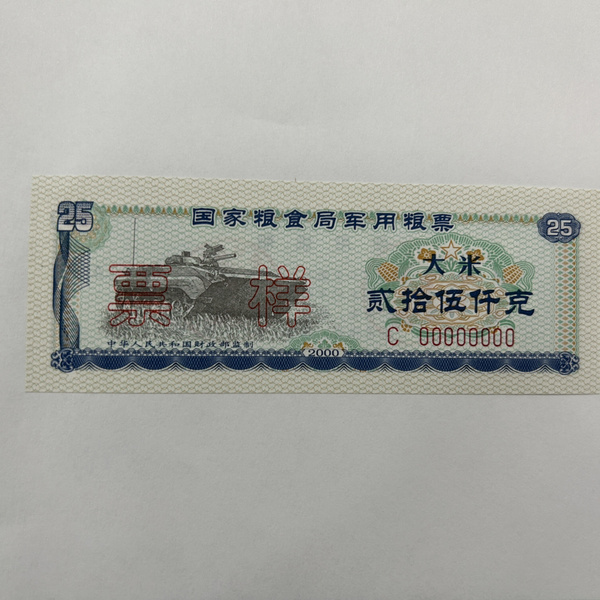 25 国家粮食局军用粮票 25
大米
票样
贰拾伍仟克
C 00000000
中华人民共和国财政部监制
2000